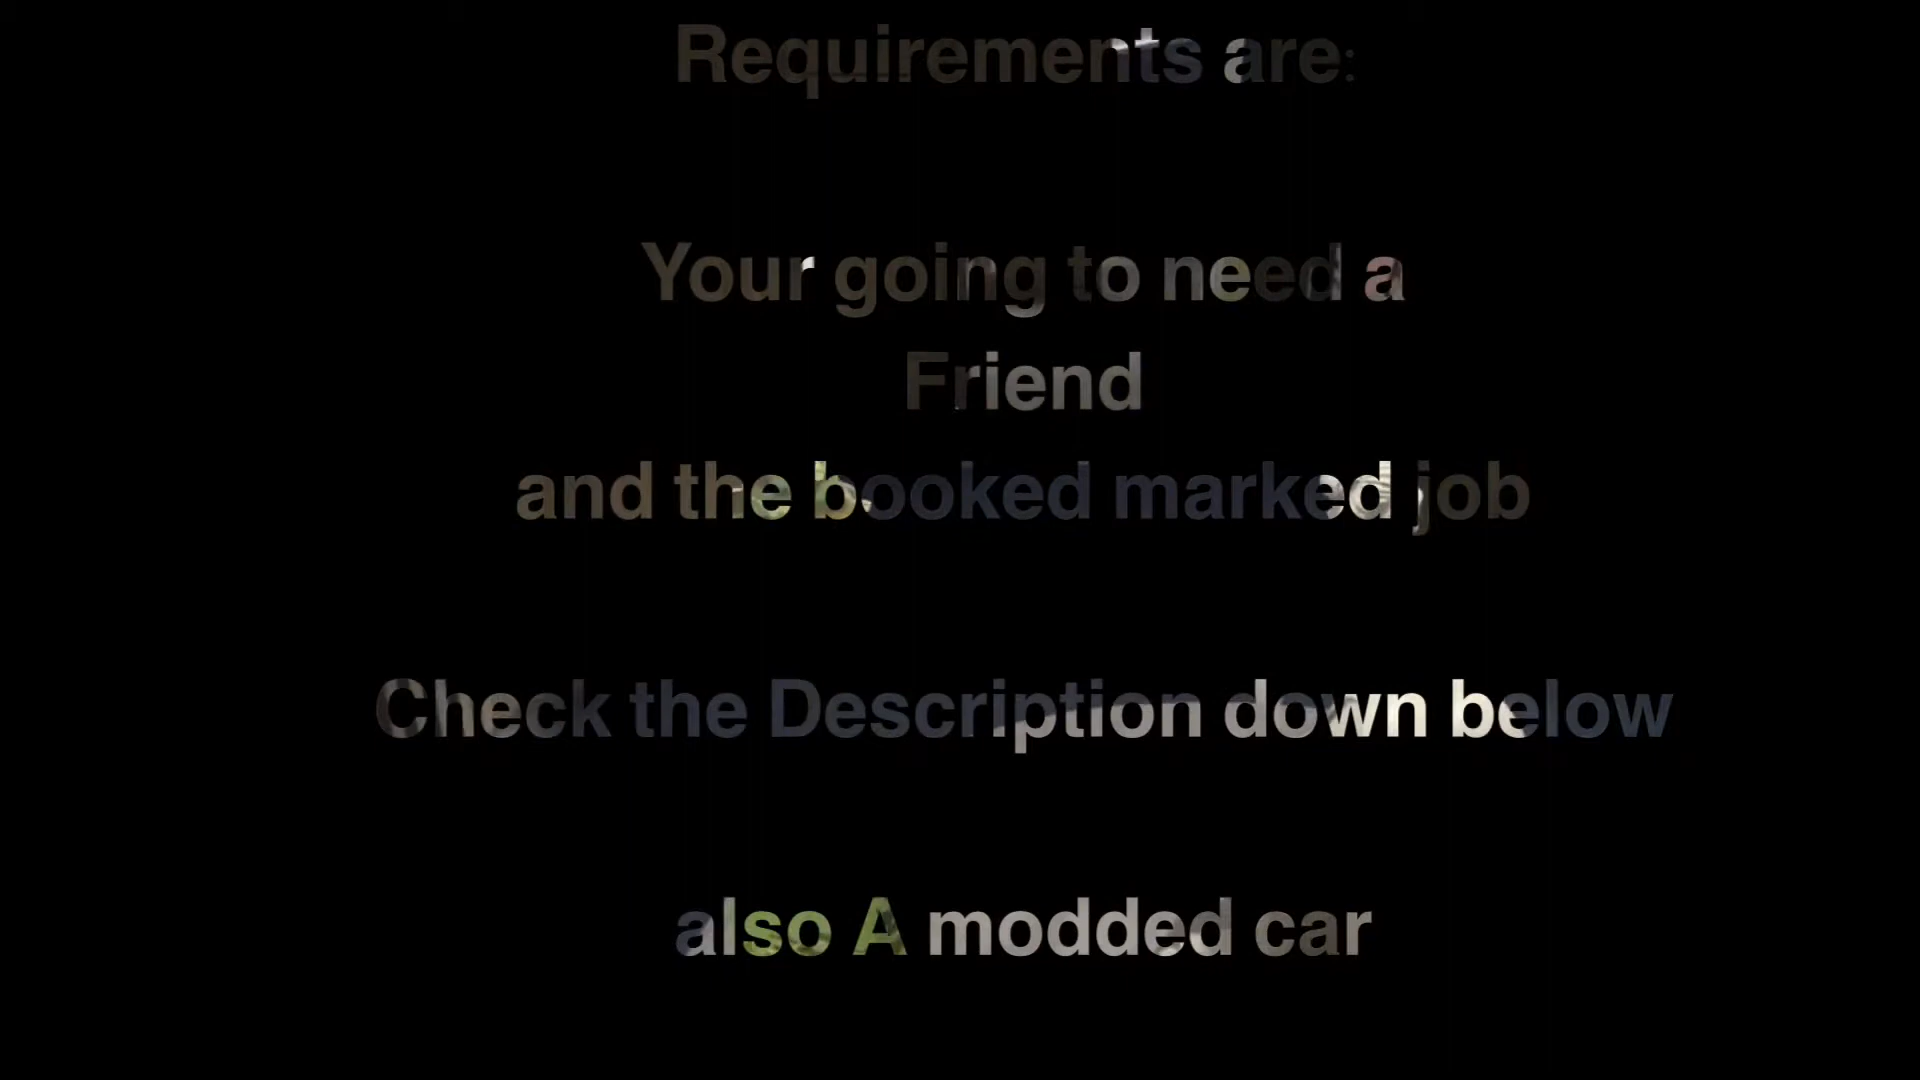 Requirements are:
Your going to need a
Friend
and the booked marked job
Check the Description down below
also A modded car